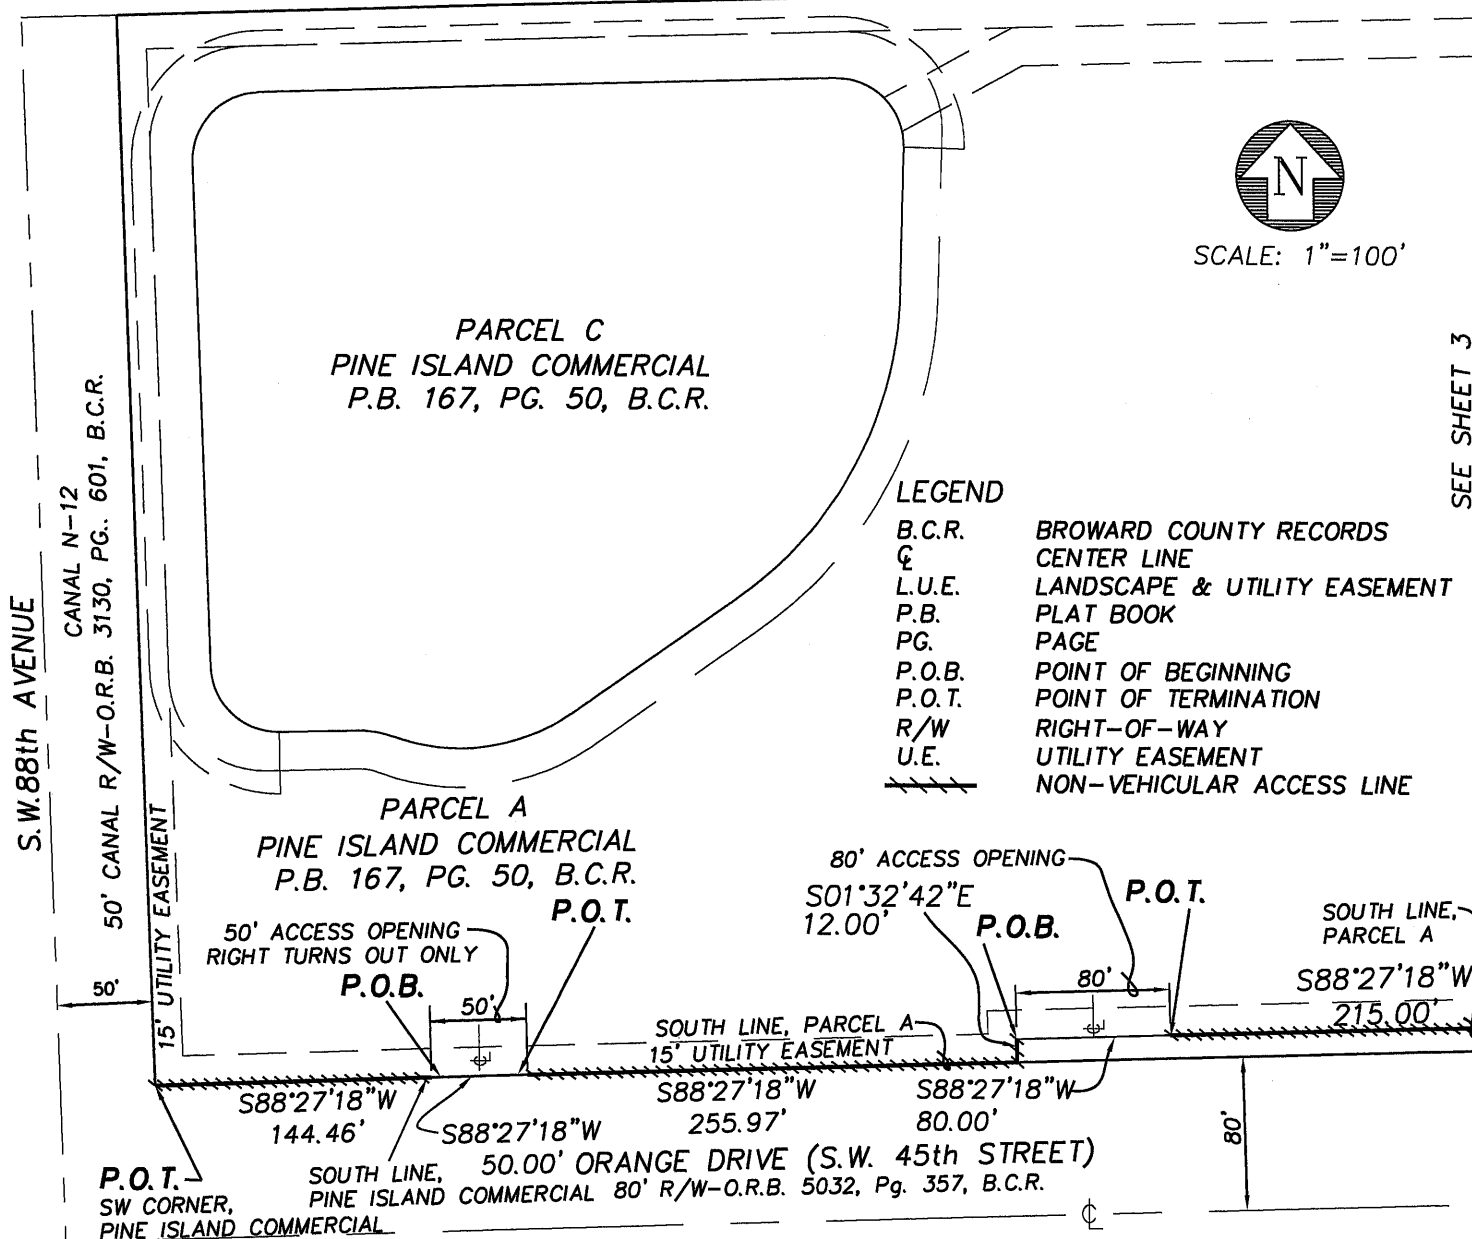 N
SCALE: 1"=100'
SEE SHEET 3
PARCEL C
PINE ISLAND COMMERCIAL
P.B. 167, PG. 50, B.C.R.
S.W.88th AVENUE
CANAL N-12
50' CANAL R/W-O.R.B. 3130, PG. 601, B.C.R.
LEGEND
B.C.R. BROWARD COUNTY RECORDS
℄ CENTER LINE
L.U.E. LANDSCAPE & UTILITY EASEMENT
P.B. PLAT BOOK
PG. PAGE
P.O.B. POINT OF BEGINNING
P.O.T. POINT OF TERMINATION
R/W RIGHT-OF-WAY
U.E. UTILITY EASEMENT
NON-VEHICULAR ACCESS LINE
15' UTILITY EASEMENT
PARCEL A
PINE ISLAND COMMERCIAL
P.B. 167, PG. 50, B.C.R.
50' ACCESS OPENING
RIGHT TURNS OUT ONLY
P.O.B.
P.O.T.
80' ACCESS OPENING
S01°32'42"E
12.00'
P.O.B.
P.O.T.
SOUTH LINE,
PARCEL A
S88°27'18"W
215.00'
50'
50'
80'
℄
℄
SOUTH LINE, PARCEL A
15' UTILITY EASEMENT
S88°27'18"W
144.46'
S88°27'18"W
50.00'
S88°27'18"W
255.97'
S88°27'18"W
80.00'
80'
ORANGE DRIVE (S.W. 45th STREET)
80' R/W-O.R.B. 5032, Pg. 357, B.C.R.
P.O.T.
SW CORNER,
PINE ISLAND COMMERCIAL
SOUTH LINE,
PINE ISLAND COMMERCIAL
℄